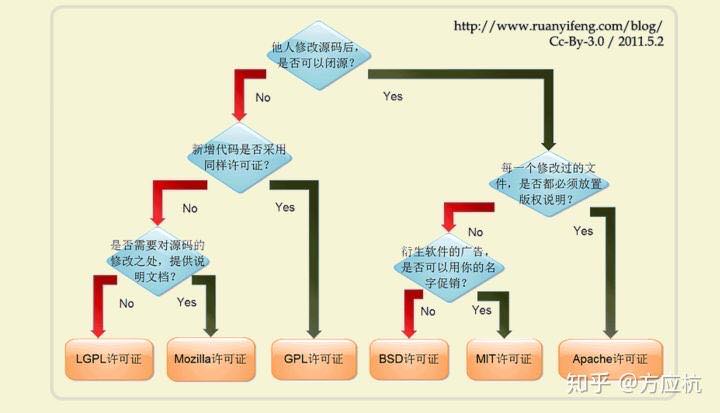 http://www.ruanyifeng.com/blog/
Cc-By-3.0 / 2011.5.2
他人修改源码后，
是否可以闭源？
No
Yes
新增代码是否采用
同样许可证？
每一个修改过的文
件，是否都必须放置
版权说明？
No
Yes
No
Yes
是否需要对源码的
修改之处，提供说
明文档？
衍生软件的广告，
是否可以用你的名
字促销？
No
Yes
No
Yes
LGPL许可证
Mozilla许可证
GPL许可证
BSD许可证
MIT许可证
Apache许可证
知乎 @方应杭